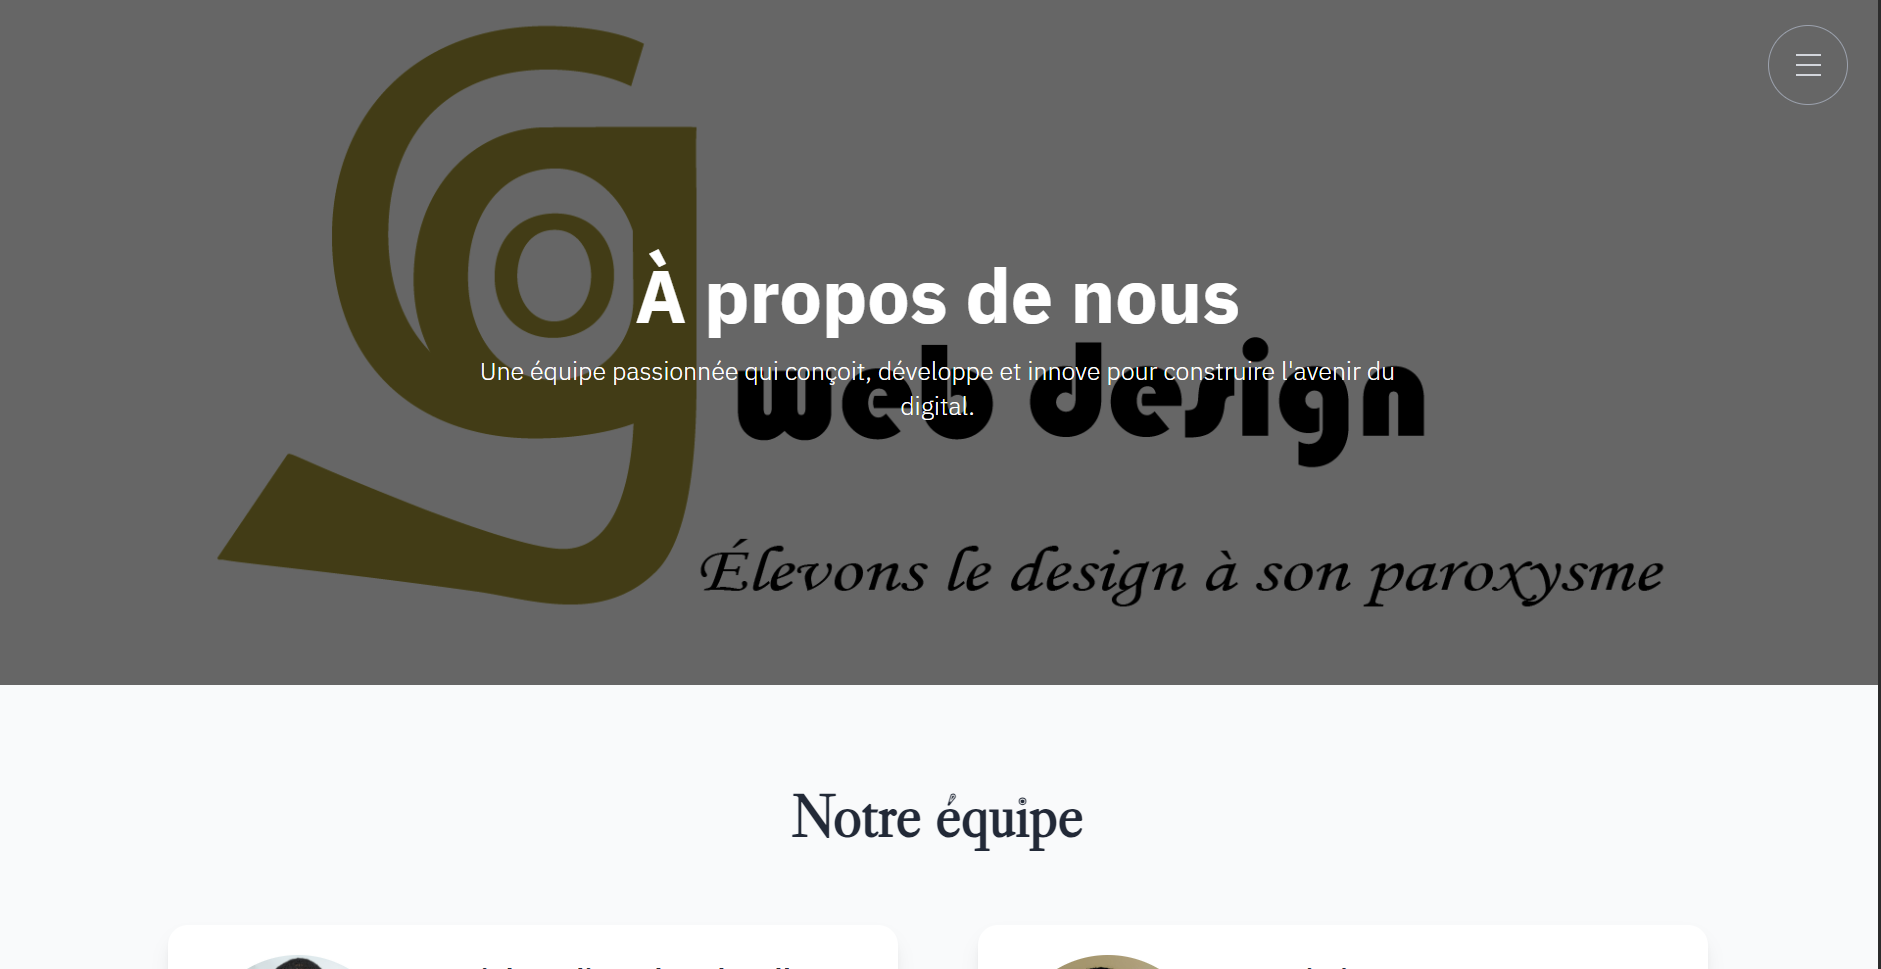 À propos de nous
Une équipe passionnée qui conçoit, développe et innove pour construire l'avenir du
digital.
web design
Élevons le design à son paroxysme
Notre équipe